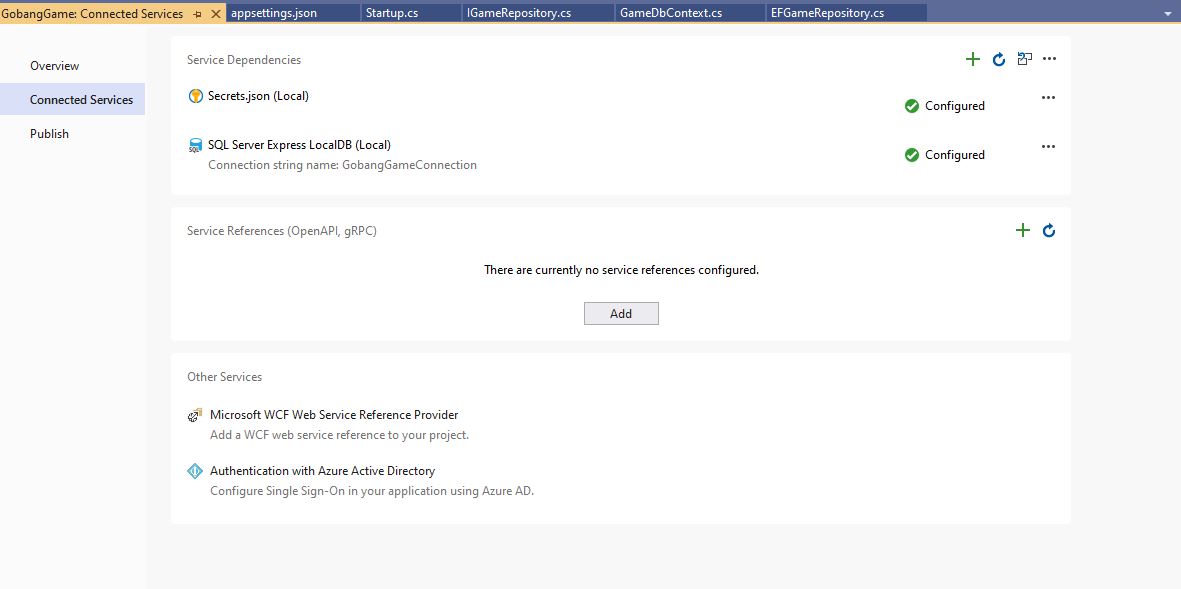 GobangGame: Connected Services
appsettings.json
Startup.cs
IGameRepository.cs
GameDbContext.cs
EFGameRepository.cs
Overview
Connected Services
Publish
Service Dependencies
Secrets.json (Local)
Configured
SQL Server Express LocalDB (Local)
Connection string name: GobangGameConnection
Configured
Service References (OpenAPI, gRPC)
There are currently no service references configured.
Add
Other Services
Microsoft WCF Web Service Reference Provider
Add a WCF web service reference to your project.
Authentication with Azure Active Directory
Configure Single Sign-On in your application using Azure AD.